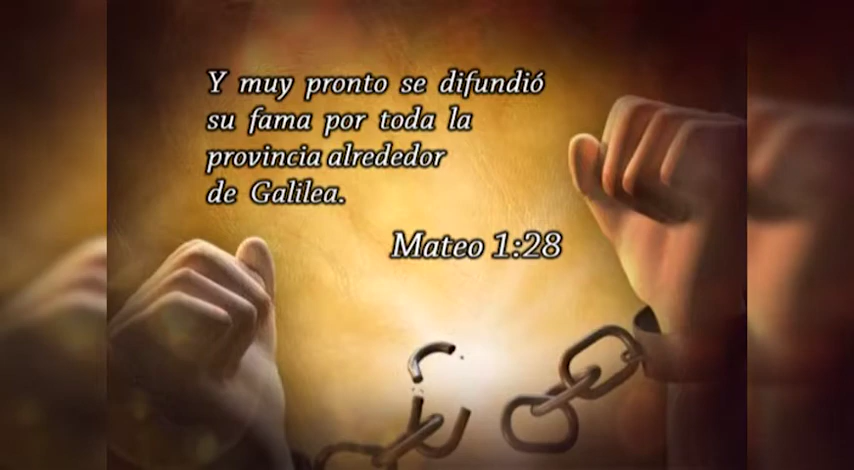 Y muy pronto se difundió
su fama por toda la
provincia alrededor
de Galilea.
Mateo 1:28